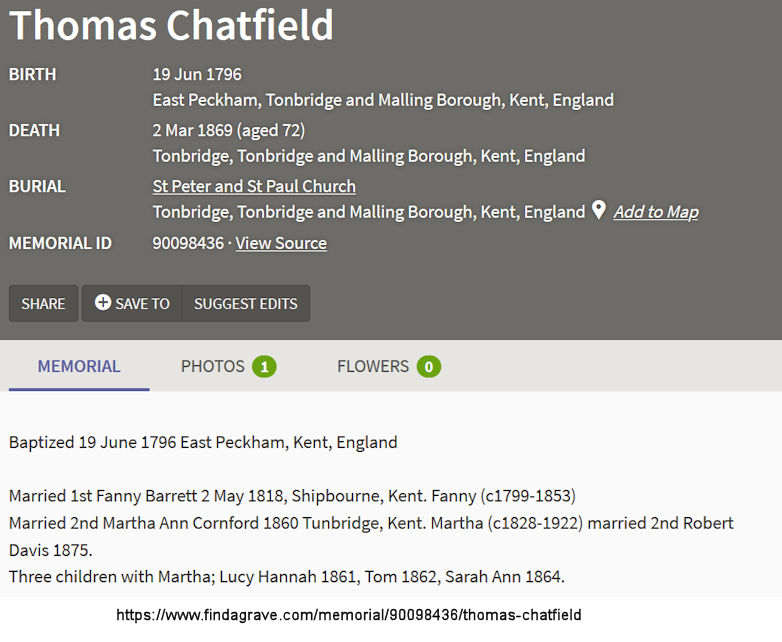 Thomas Chatfield
BIRTH 19 Jun 1796
East Peckham, Tonbridge and Malling Borough, Kent, England
DEATH 2 Mar 1869 (aged 72)
Tonbridge, Tonbridge and Malling Borough, Kent, England
BURIAL St Peter and St Paul Church
Tonbridge, Tonbridge and Malling Borough, Kent, England Add to Map
MEMORIAL ID 90098436 · View Source
SHARE SAVE TO SUGGEST EDITS
MEMORIAL PHOTOS 1 FLOWERS 0
Baptized 19 June 1796 East Peckham, Kent, England
Married 1st Fanny Barrett 2 May 1818, Shipbourne, Kent. Fanny (c1799-1853)
Married 2nd Martha Ann Cornford 1860 Tunbridge, Kent. Martha (c1828-1922) married 2nd Robert
Davis 1875.
Three children with Martha; Lucy Hannah 1861, Tom 1862, Sarah Ann 1864.
https://www.findagrave.com/memorial/90098436/thomas-chatfield